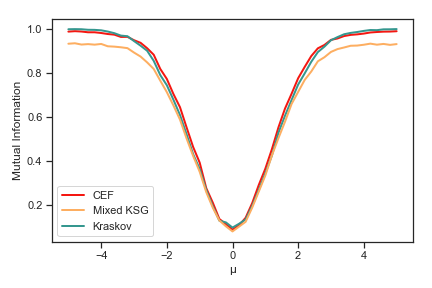 1.0
0.8
0.6
0.4
0.2
Mutual Information
CEF
Mixed KSG
Kraskov
−4 −2 0 2 4
μ